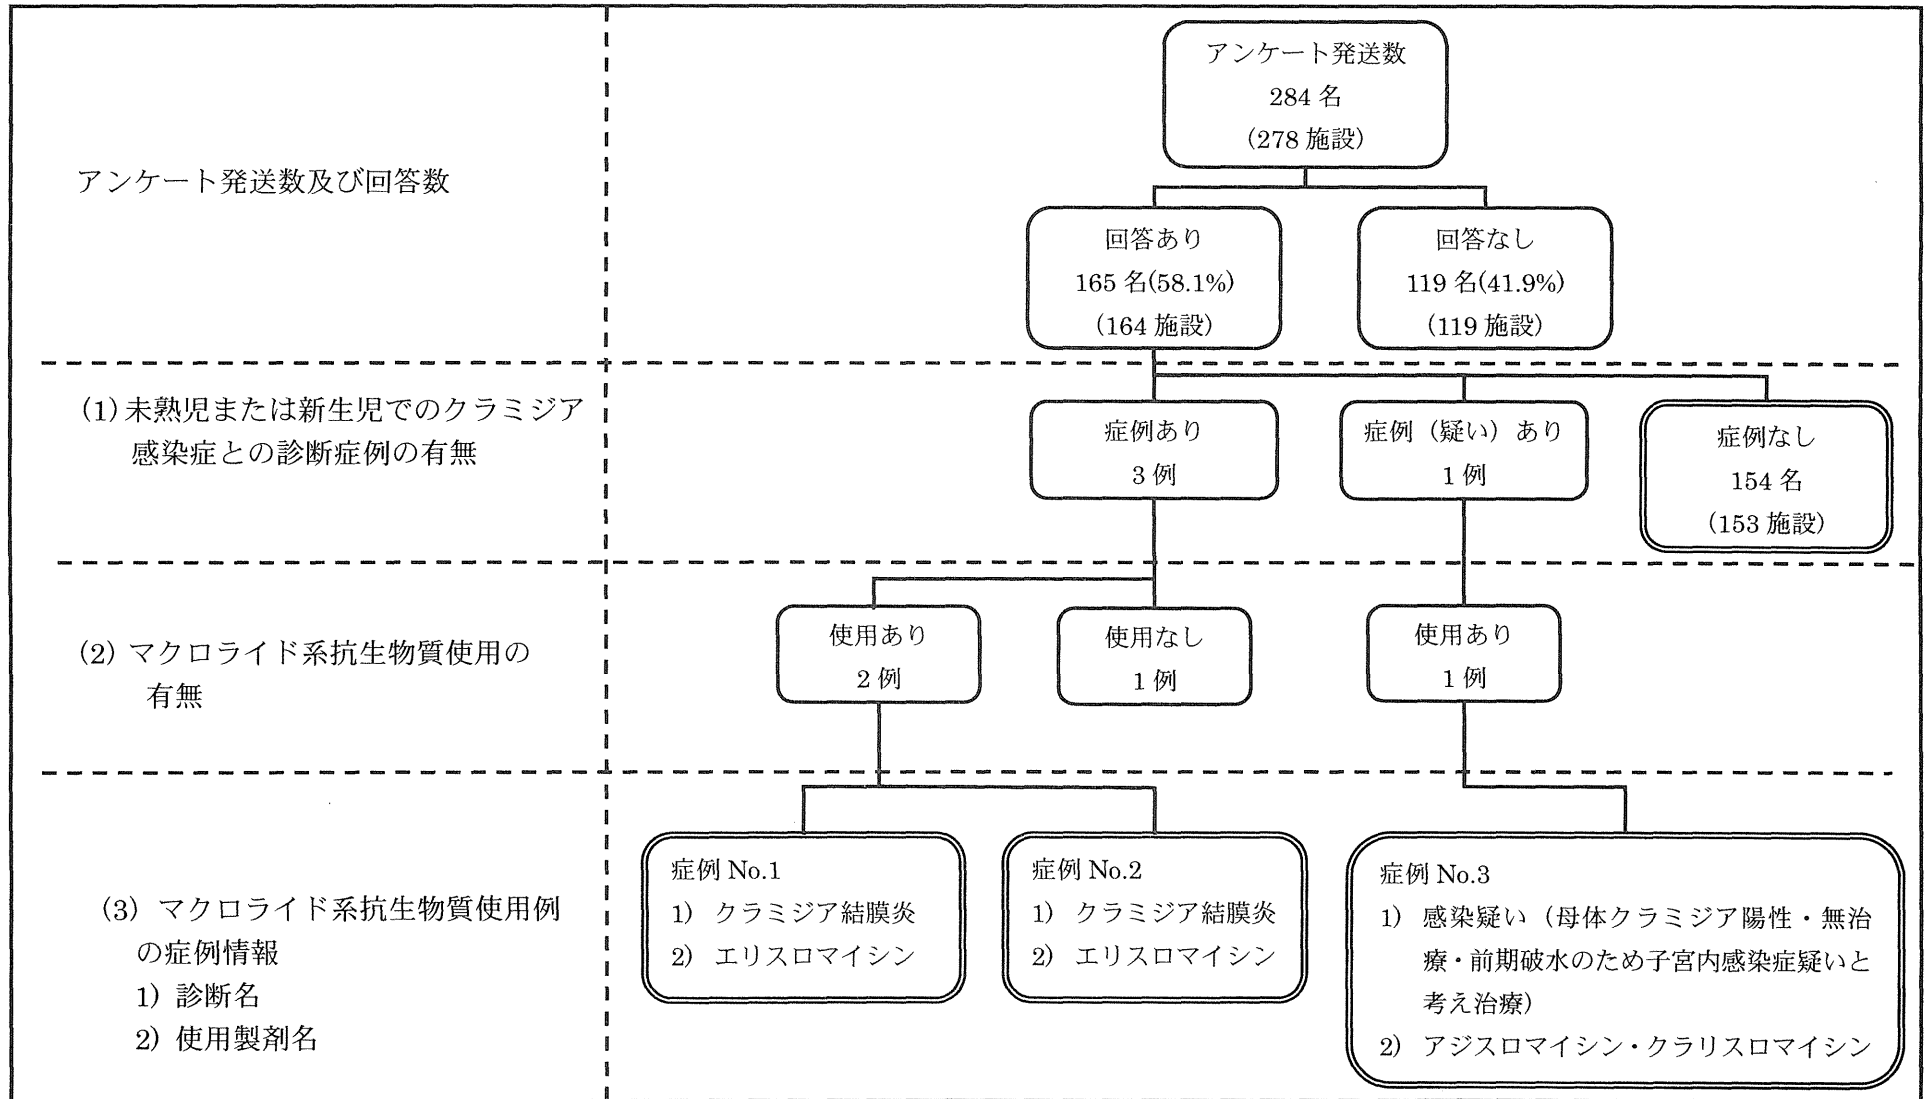 アンケート発送数
284 名
(278 施設)
アンケート発送数及び回答数
回答あり
165 名(58.1%)
(164 施設)
回答なし
119 名(41.9%)
(119 施設)
(1) 未熟児または新生児でのクラミジア
感染症との診断症例の有無
症例あり
3 例
症例（疑い）あり
1 例
症例なし
154 名
(153 施設)
(2) マクロライド系抗生物質使用の
有無
使用あり
2 例
使用なし
1 例
使用あり
1 例
(3) マクロライド系抗生物質使用例
の症例情報
1) 診断名
2) 使用製剤名
症例 No.1
1) クラミジア結膜炎
2) エリスロマイシン
症例 No.2
1) クラミジア結膜炎
2) エリスロマイシン
症例 No.3
1) 感染疑い（母体クラミジア陽性・無治
療・前期破水のため子宮内感染症疑いと
考え治療）
2) アジスロマイシン・クラリスロマイシン